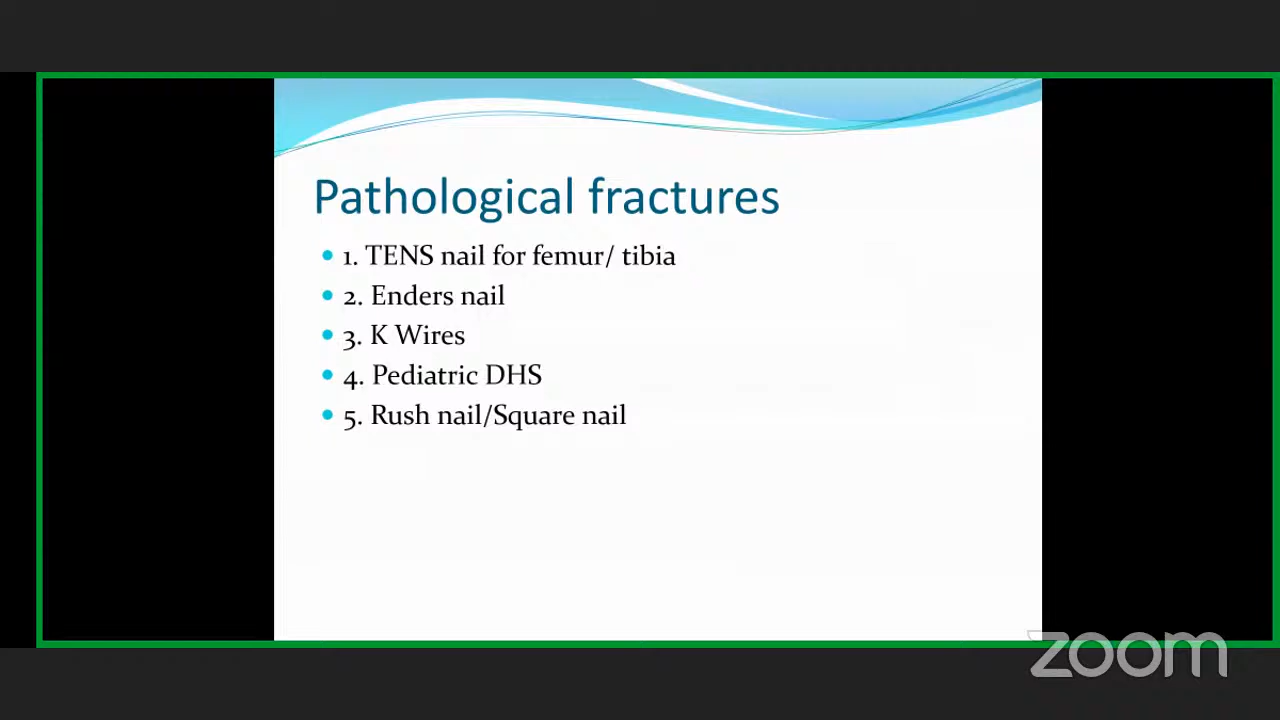 Pathological fractures
1. TENS nail for femur/ tibia
2. Enders nail
3. K Wires
4. Pediatric DHS
5. Rush nail/Square nail
zoom